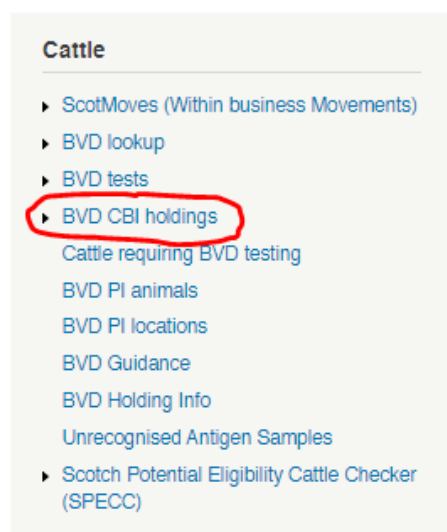 Cattle
ScotMoves (Within business Movements)
BVD lookup
BVD tests
BVD CBI holdings
Cattle requiring BVD testing
BVD PI animals
BVD PI locations
BVD Guidance
BVD Holding Info
Unrecognised Antigen Samples
Scotch Potential Eligibility Cattle Checker
(SPECC)